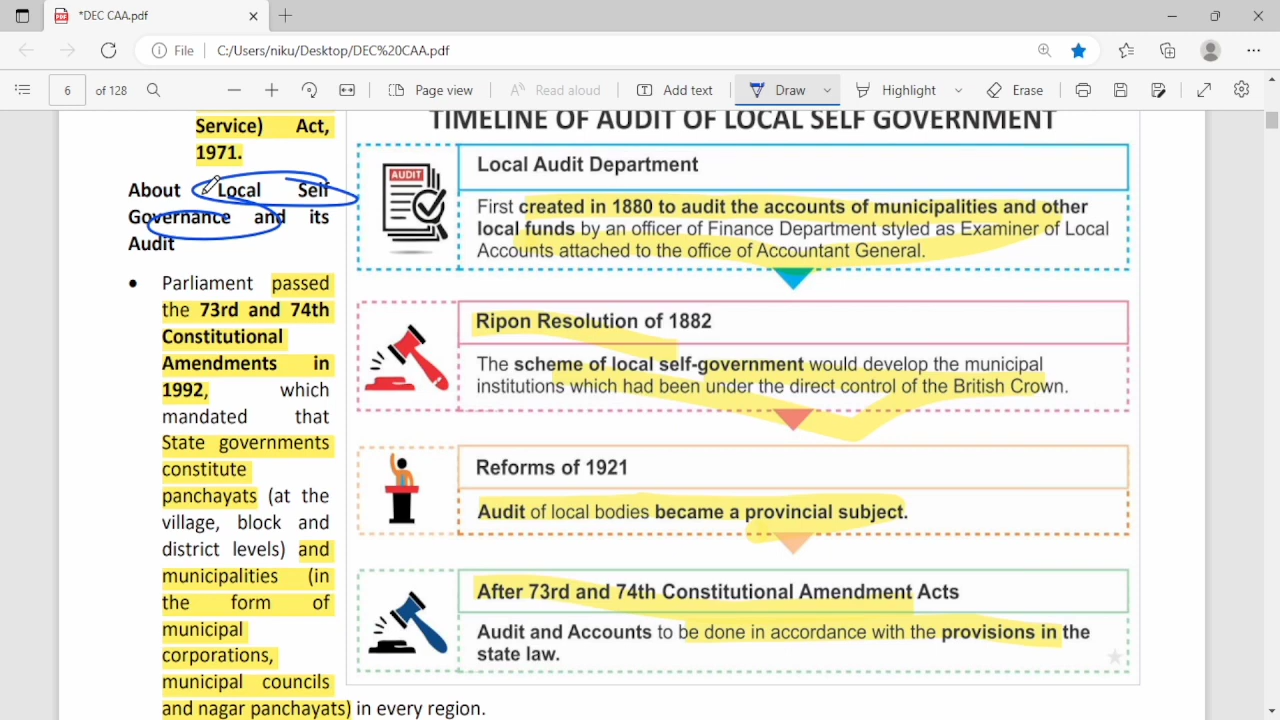 *DEC CAA.pdf
File
C:/Users/niku/Desktop/DEC%20CAA.pdf
6
of 128
Page view
Read aloud
Add text
Draw
Highlight
Erase
Service) Act,
1971.
About Local Self
Governance and its
Audit
• Parliament passed
the 73rd and 74th
Constitutional
Amendments in
1992, which
mandated that
State governments
constitute
panchayats (at the
village, block and
district levels) and
municipalities (in
the form of
municipal
corporations,
municipal councils
and nagar panchayats) in every region.
TIMELINE OF AUDIT OF LOCAL SELF GOVERNMENT
AUDIT
Local Audit Department
First created in 1880 to audit the accounts of municipalities and other
local funds by an officer of Finance Department styled as Examiner of Local
Accounts attached to the office of Accountant General.
Ripon Resolution of 1882
The scheme of local self-government would develop the municipal
institutions which had been under the direct control of the British Crown.
Reforms of 1921
Audit of local bodies became a provincial subject.
After 73rd and 74th Constitutional Amendment Acts
Audit and Accounts to be done in accordance with the provisions in the
state law.